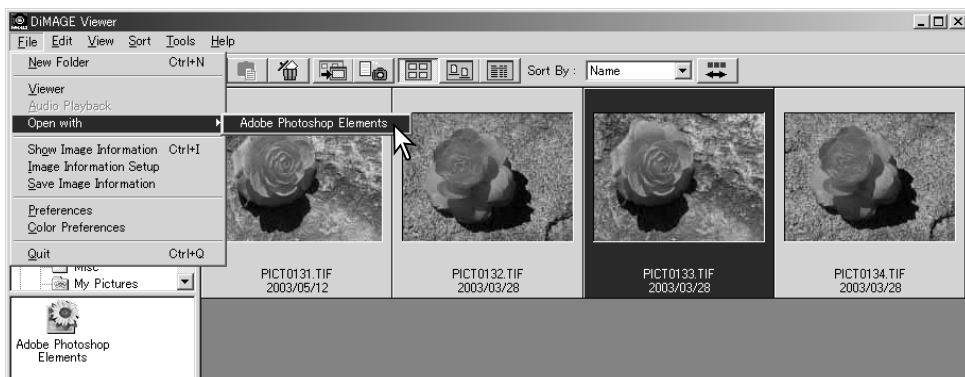 DiMAGE Viewer
File Edit View Sort Tools Help
New Folder Ctrl+N
Viewer
Audio Playback
Open with
Adobe Photoshop Elements
Show Image Information Ctrl+I
Image Information Setup
Save Image Information
Preferences
Color Preferences
Quit Ctrl+Q
Sort By : Name
Misc
My Pictures
PICT0131.TIF
2003/05/12
PICT0132.TIF
2003/03/28
PICT0133.TIF
2003/03/28
PICT0134.TIF
2003/03/28
Adobe Photoshop
Elements